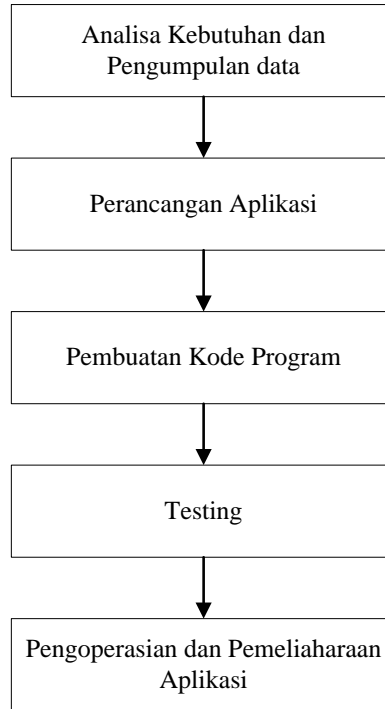 Analisa Kebutuhan dan
Pengumpulan data
Perancangan Aplikasi
Pembuatan Kode Program
Testing
Pengoperasian dan Pemeliaharaan
Aplikasi